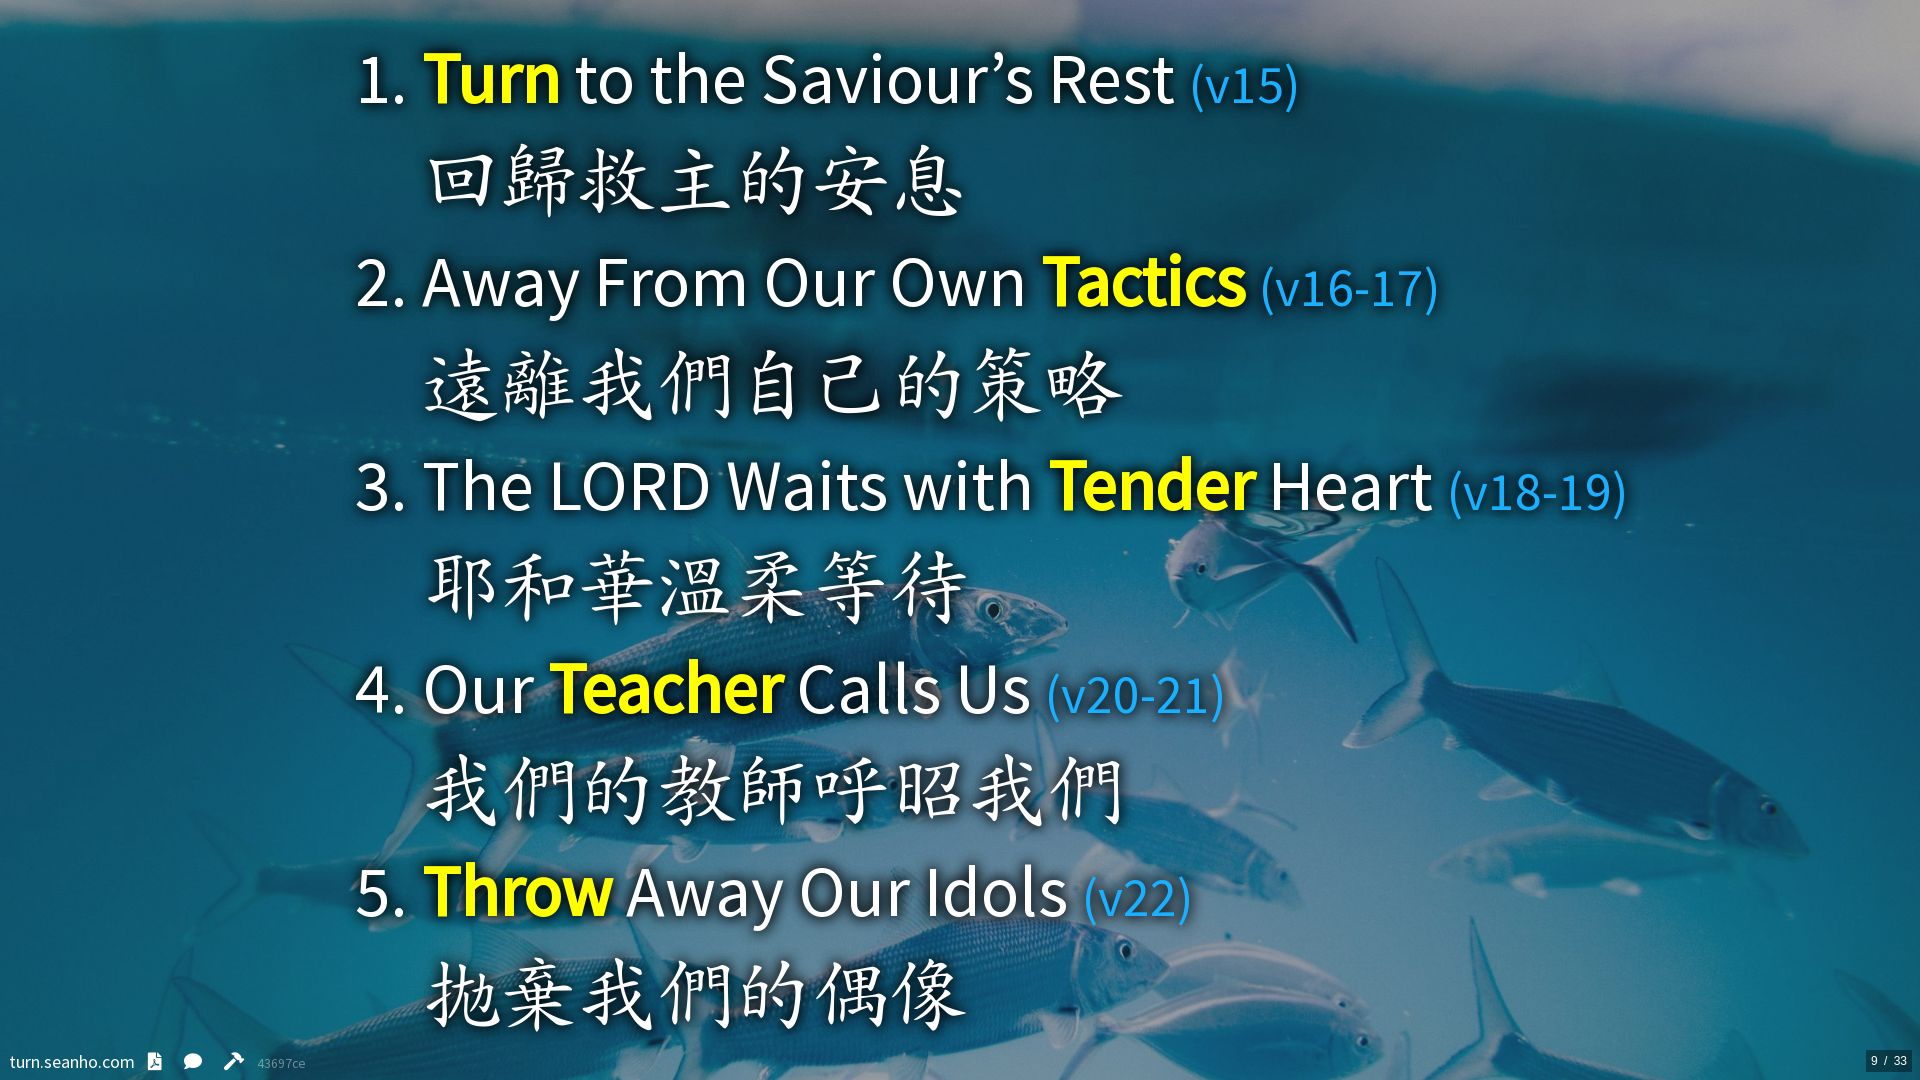 1. Turn to the Saviour’s Rest (v15)
回歸救主的安息
2. Away From Our Own Tactics (v16-17)
遠離我們自己的策略
3. The LORD Waits with Tender Heart (v18-19)
耶和華溫柔等待
4. Our Teacher Calls Us (v20-21)
我們的教師呼昭我們
5. Throw Away Our Idols (v22)
拋棄我們的偶像
turn.seanho.com 43697ce
9 / 33